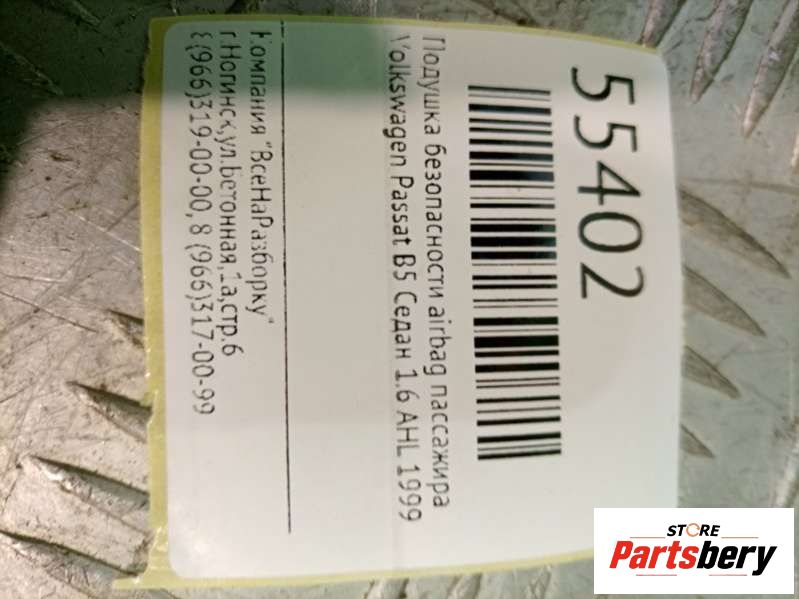 55402
Подушка безопасности airbag пассажира
Volkswagen Passat B5 Седан 1.6 AHL 1999
Компания "ВсеНаРазборку"
г.Ногинск,ул.Бетонная,1а,стр.6
8(966)319-00-00, 8 (966)317-00-99
STORE
Partsbery